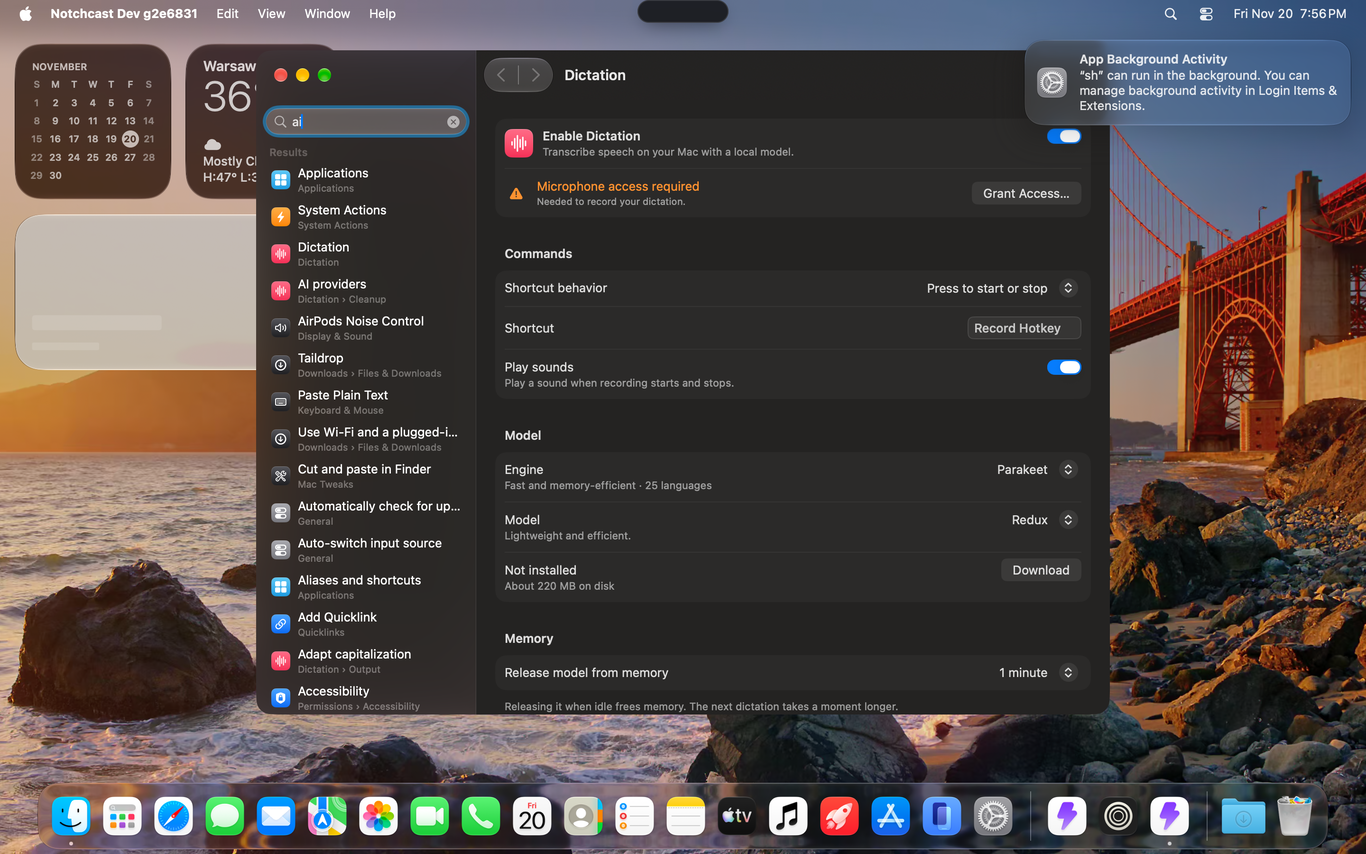 Notchcast Dev g2e6831 Edit View Window Help
Fri Nov 20 7:56 PM
NOVEMBER
S M T W T F S
1 2 3 4 5 6 7
8 9 10 11 12 13 14
15 16 17 18 19 20 21
22 23 24 25 26 27 28
29 30
Warsaw
36°
Mostly
H:47°
App Background Activity
“sh” can run in the background. You can
manage background activity in Login Items &
Extensions.
ai
Results
Applications
Applications
System Actions
System Actions
Dictation
Dictation
AI providers
Dictation › Cleanup
AirPods Noise Control
Display & Sound
Taildrop
Downloads › Files & Downloads
Paste Plain Text
Keyboard & Mouse
Use Wi-Fi and a plugged-i...
Downloads › Files & Downloads
Cut and paste in Finder
Mac Tweaks
Automatically check for up...
General
Auto-switch input source
General
Aliases and shortcuts
Applications
Add Quicklink
Quicklinks
Adapt capitalization
Dictation › Output
Accessibility
Permissions › Accessibility
Dictation
Enable Dictation
Transcribe speech on your Mac with a local model.
Microphone access required
Needed to record your dictation.
Grant Access...
Commands
Shortcut behavior
Press to start or stop
Shortcut
Record Hotkey
Play sounds
Play a sound when recording starts and stops.
Model
Engine
Parakeet
Fast and memory-efficient · 25 languages
Model
Redux
Lightweight and efficient.
Not installed
Download
About 220 MB on disk
Memory
Release model from memory
1 minute
Releasing it when idle frees memory. The next dictation takes a moment longer.
Fri
20
tv